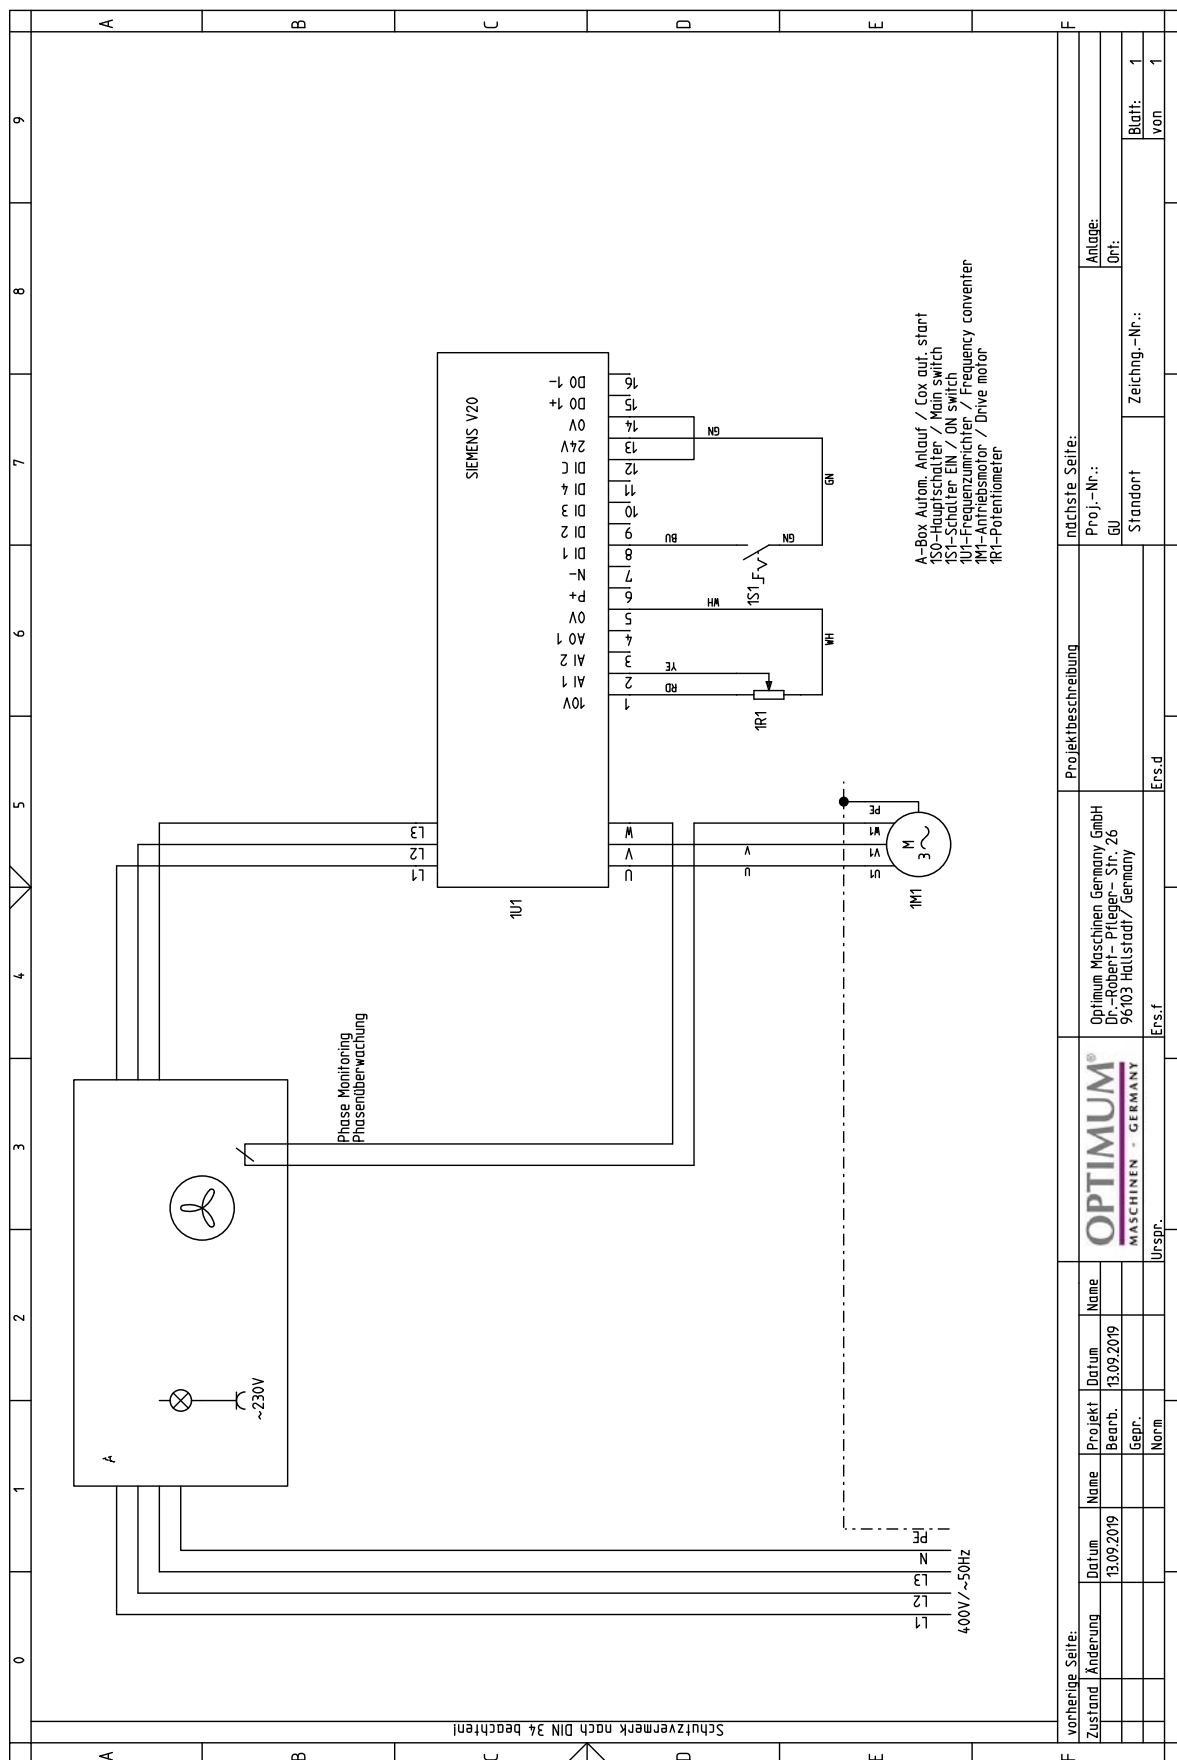 0 1 2 3 4 5 6 7 8 9
A
B
C
D
E
F
A
B
C
D
E
F
Schutzvermerk nach DIN 34 beachten!
A
~230V
Phase Monitoring
Phasenüberwachung
L1 L2 L3
1U1
SIEMENS V20
10V AI 1 AI 2 AO 1 0V P+ N- DI 1 DI 2 DI 3 DI 4 DI C 24V 0V DO 1+ DO 1-
U V W
1 2 3 4 5 6 7 8 9 10 11 12 13 14 15 16
RD YE WH BU GN
U V
1R1
1S1
GN
WH
GN
U1 V1 W1 PE
1M1
M
3
L1 L2 L3 N PE
400V/~50Hz
A-Box Autom. Anlauf / Cox aut. start
1S0-Hauptschalter / Main switch
1S1-Schalter EIN / ON switch
1U1-Frequenzumrichter / Frequency conventer
1M1-Antriebsmotor / Drive motor
1R1-Potentiometer
vorherige Seite:
Projektbeschreibung
nächste Seite:
Zustand Änderung Datum Name Projekt Datum Name
13.09.2019 Bearb. 13.09.2019
Gepr.
Norm
OPTIMUM®
MASCHINEN - GERMANY
Urspr.
Optimum Maschinen Germany GmbH
Dr.-Robert- Pfleger- Str. 26
96103 Hallstadt/ Germany
Ers.f
Ers.d
Proj.-Nr.:
GU
Anlage:
Ort:
Standort
Zeichng.-Nr.:
Blatt: 1
von 1